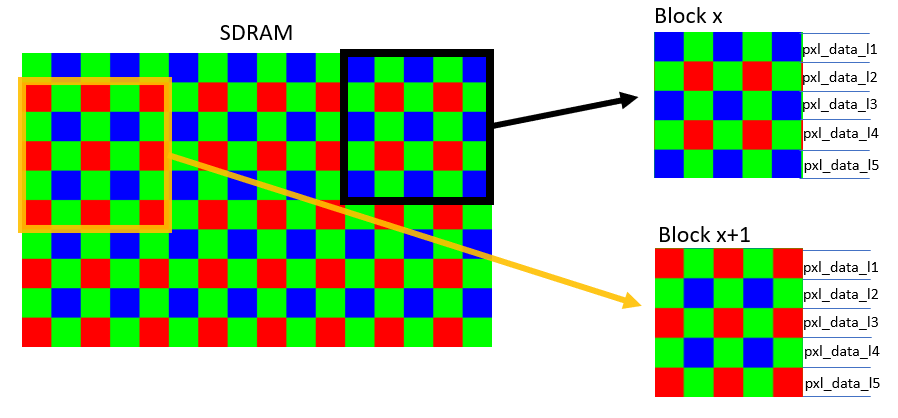 SDRAM
Block x
pxl_data_l1
pxl_data_l2
pxl_data_l3
pxl_data_l4
pxl_data_l5
Block x+1
pxl_data_l1
pxl_data_l2
pxl_data_l3
pxl_data_l4
pxl_data_l5